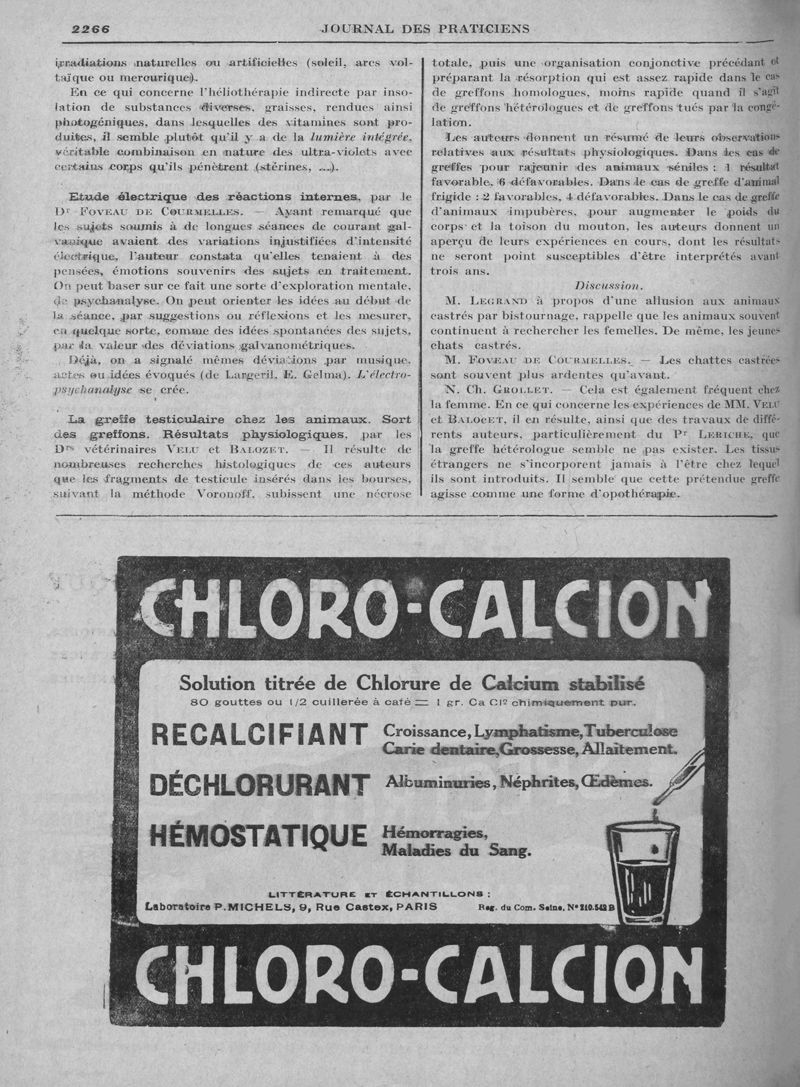 2266
JOURNAL DES PRATICIENS
irradiations naturelles ou artificielles (soleil, arcs vol-
taïque ou mercurique).
En ce qui concerne l'héliothérapie indirecte par inso-
lation de substances diverses, graisses, rendues ainsi
photogéniques, dans lesquelles des vitamines sont pro-
duites, il semble plutôt qu'il y a de la lumière intégrée,
véritable combinaison en nature des ultra-violets avec
certains corps qu'ils pénètrent (stérines, ....).
Etude électrique des réactions internes, par le
Dr FOVEAU DE COURMELLES. — Ayant remarqué que
les sujets soumis à de longues séances de courant gal-
vanique avaient des variations injustifiées d'intensité
électrique, l'auteur constata qu'elles tenaient à des
pensées, émotions souvenirs des sujets en traitement.
On peut baser sur ce fait une sorte d'exploration mentale,
de psychanalyse. On peut orienter les idées au début de
la séance, par suggestions ou réflexions et les mesurer,
en quelque sorte, comme des idées spontanées des sujets,
par la valeur des déviations galvanométriques.
Déjà, on a signalé mêmes déviations par musique,
actes ou idées évoqués (de Largeril, E. Gelma). L'électro-
psychanalyse se crée.
La greffe testiculaire chez les animaux. Sort
des greffons. Résultats physiologiques, par les
Drs vétérinaires VELU et BALOZET. — Il résulte de
nombreuses recherches histologiques de ces auteurs
que les fragments de testicule insérés dans les bourses,
suivant la méthode Voronoff, subissent une nécrose
totale, puis une organisation conjonctive précédant et
préparant la résorption qui est assez rapide dans le cas
de greffons homologues, moins rapide quand il s'agit
de greffons hétérologues et de greffons tués par la congé-
lation.
Les auteurs donnent un résumé de leurs observations
relatives aux résultats physiologiques. Dans les cas de
greffes pour rajeunir des animaux séniles : 1 résultat
favorable, 6 défavorables. Dans le cas de greffe d'animal
frigide : 2 favorables, 4 défavorables. Dans le cas de greffe
d'animaux impubères, pour augmenter le poids du
corps et la toison du mouton, les auteurs donnent un
aperçu de leurs expériences en cours, dont les résultats
ne seront point susceptibles d'être interprétés avant
trois ans.
Discussion.
M. LEGRAND à propos d'une allusion aux animaux
castrés par bistournage, rappelle que les animaux souvent
continuent à rechercher les femelles. De même, les jeunes
chats castrés.
M. FOVEAU DE COURMELLES. — Les chattes castrées
sont souvent plus ardentes qu'avant.
N. CH. GROLLET. — Cela est également fréquent chez
la femme. En ce qui concerne les expériences de MM. VELU
et BALOCET, il en résulte, ainsi que des travaux de diffé-
rents auteurs, particulièrement du Pr LERICHE, que
la greffe hétérologue semble ne pas exister. Les tissus
étrangers ne s'incorporent jamais à l'être chez lequel
ils sont introduits. Il semble que cette prétendue greffe
agisse comme une forme d'opothérapie.
CHLORO-CALCION
Solution titrée de Chlorure de Calcium stabilisé
80 gouttes ou 1/2 cuillerée à café = 1 gr. Ca Cl² chimiquement pur.
RECALCIFIANT Croissance, Lymphatisme, Tuberculose
Carie dentaire, Grossesse, Allaitement.
DÉCHLORURANT Albuminuries, Néphrites, Œdèmes.
HÉMOSTATIQUE Hémorragies,
Maladies du Sang.
LITTÉRATURE ET ÉCHANTILLONS :
Laboratoire P. MICHELS, 9, Rue Castex, PARIS Reg. du Com. Seine, N° 210.542 B
CHLORO-CALCION